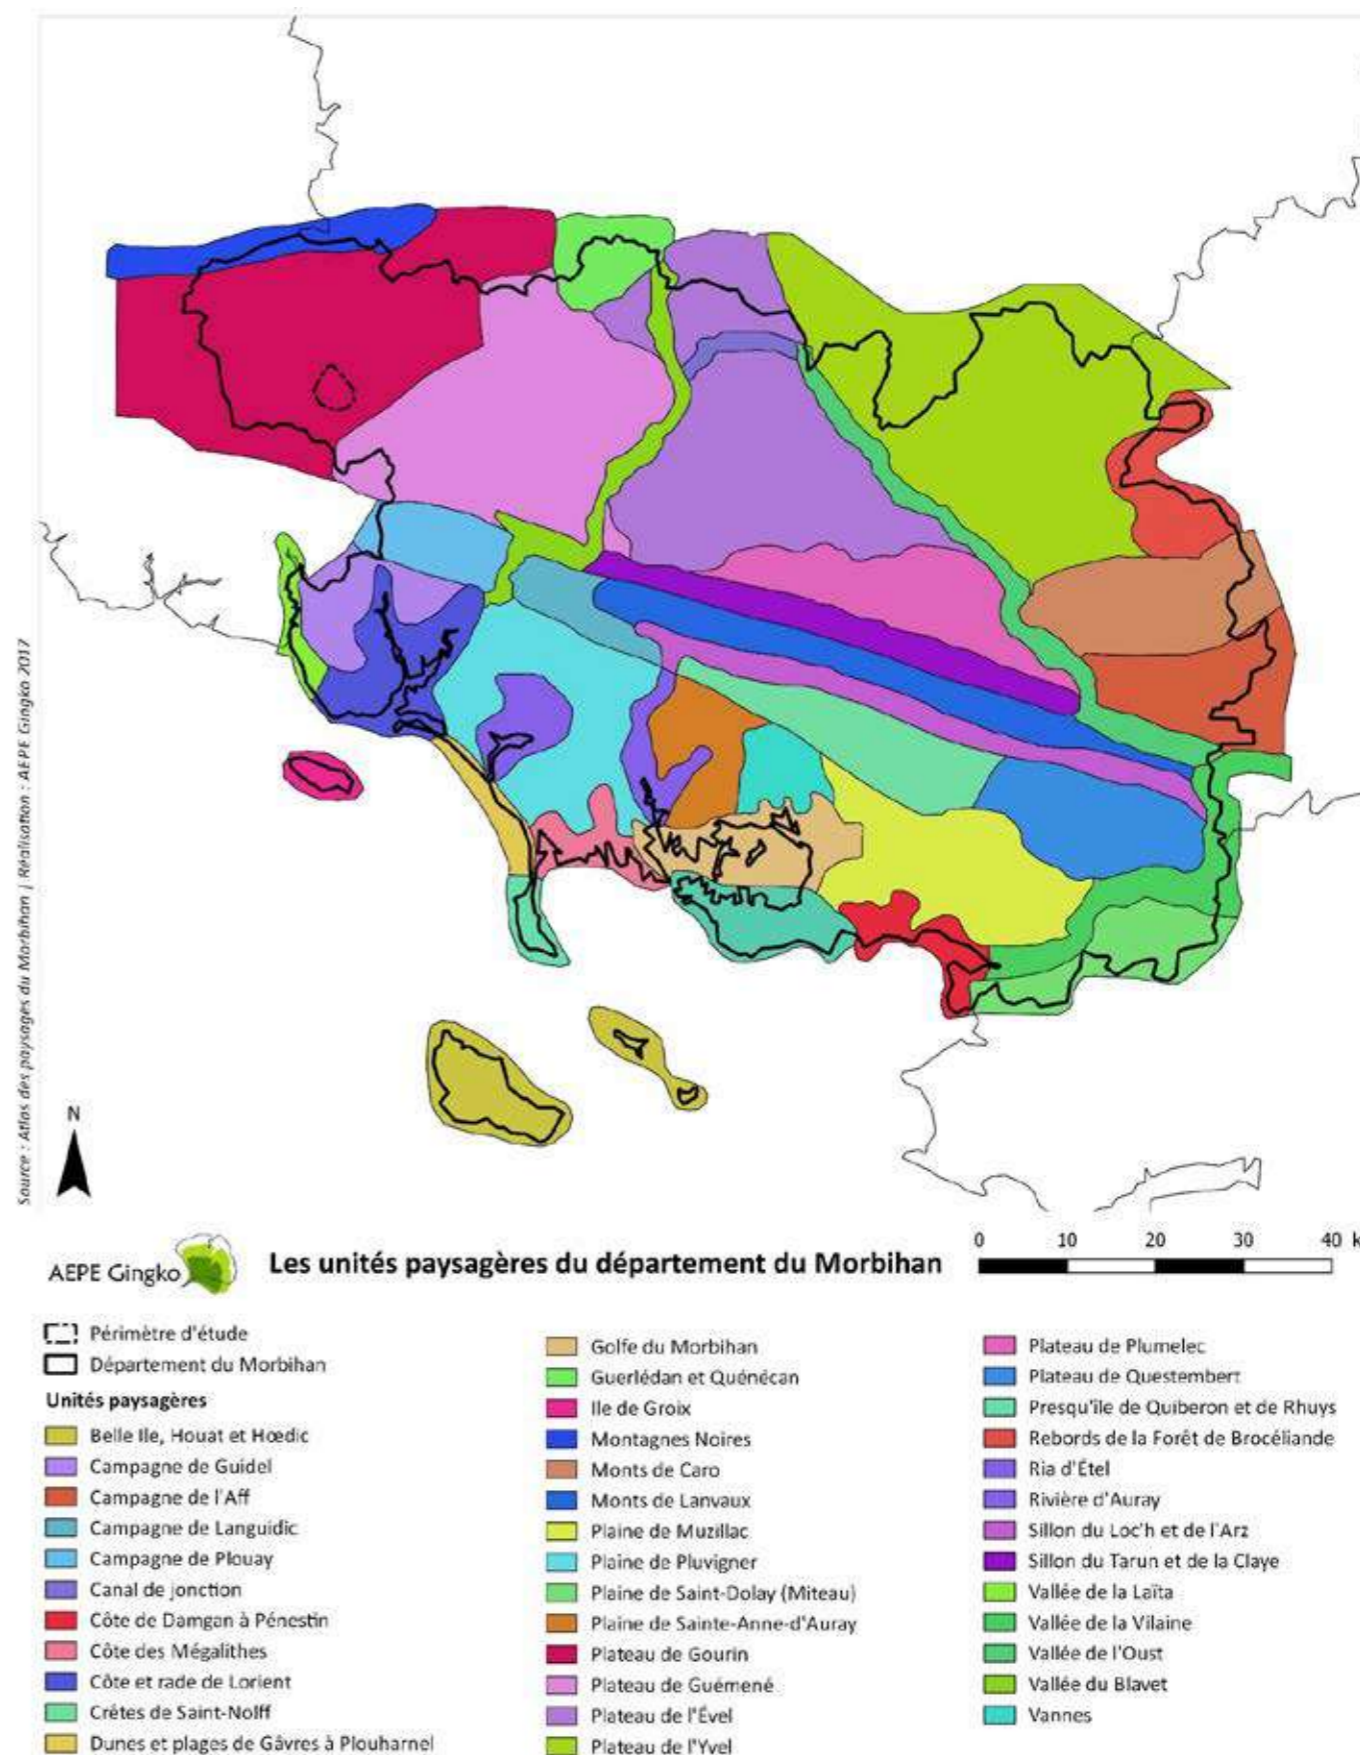 Source : Atlas des paysages du Morbihan | Réalisation : AEPE Gingko 2017
N
AEPE Gingko
Les unités paysagères du département du Morbihan
0 10 20 30 40 k
Périmètre d'étude
Département du Morbihan
Unités paysagères
Belle Ile, Houat et Hœdic
Campagne de Guidel
Campagne de l'Aff
Campagne de Languidic
Campagne de Plouay
Canal de jonction
Côte de Damgan à Pénestin
Côte des Mégalithes
Côte et rade de Lorient
Crêtes de Saint-Nolff
Dunes et plages de Gâvres à Plouharnel
Golfe du Morbihan
Guerlédan et Quénécan
Ile de Groix
Montagnes Noires
Monts de Caro
Monts de Lanvaux
Plaine de Muzillac
Plaine de Pluvigner
Plaine de Saint-Dolay (Miteau)
Plaine de Sainte-Anne-d'Auray
Plateau de Gourin
Plateau de Guémené
Plateau de l'Ével
Plateau de l'Yvel
Plateau de Plumelec
Plateau de Questembert
Presqu'île de Quiberon et de Rhuys
Rebords de la Forêt de Brocéliande
Ria d'Étel
Rivière d'Auray
Sillon du Loc'h et de l'Arz
Sillon du Tarun et de la Claye
Vallée de la Laïta
Vallée de la Vilaine
Vallée de l'Oust
Vallée du Blavet
Vannes